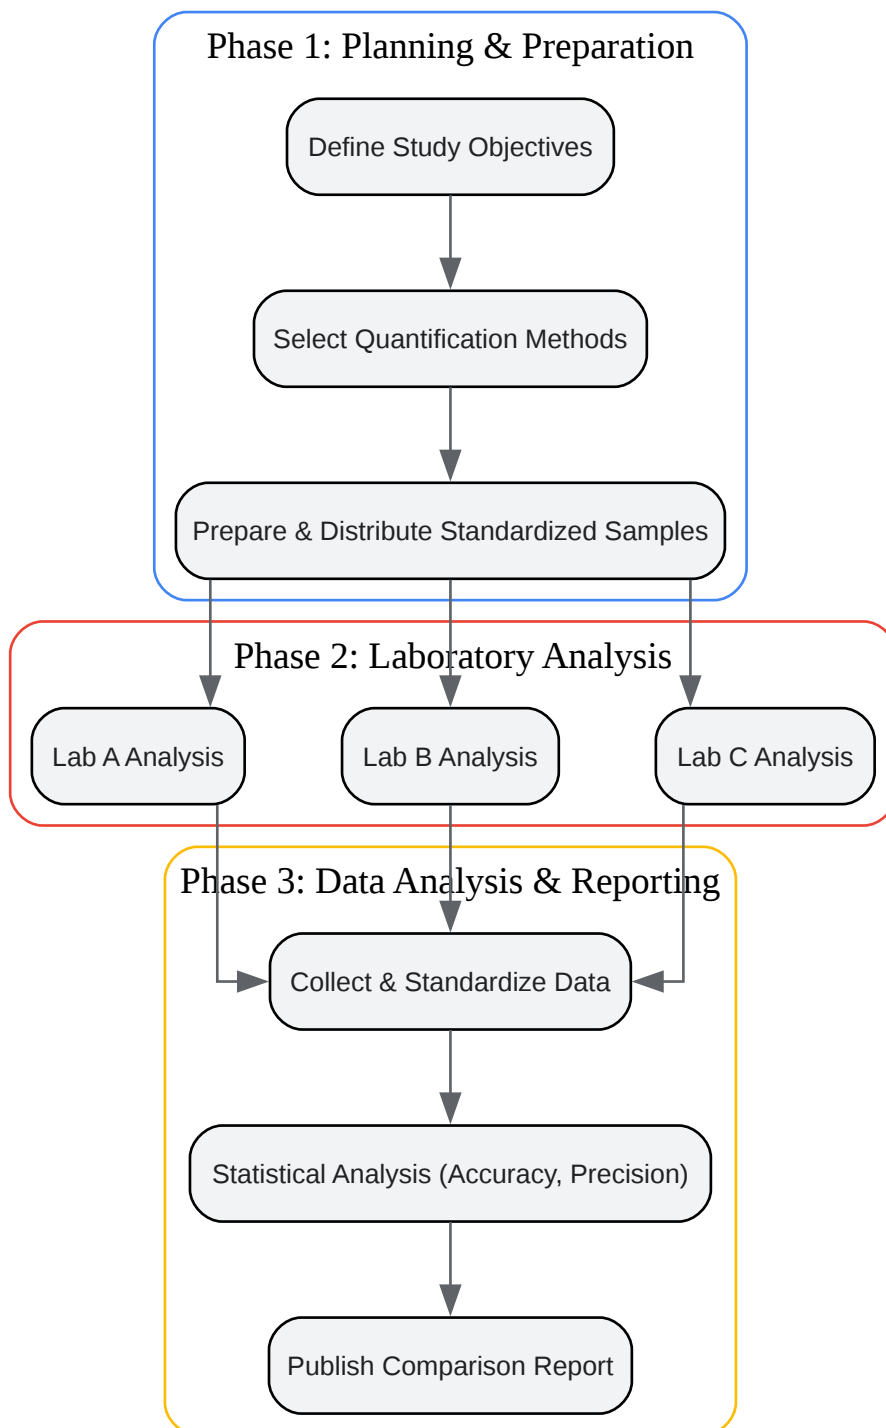 Phase 1: Planning & Preparation
Define Study Objectives
Select Quantification Methods
Prepare & Distribute Standardized Samples
Phase 2: Laboratory Analysis
Lab A Analysis
Lab B Analysis
Lab C Analysis
Phase 3: Data Analysis & Reporting
Collect & Standardize Data
Statistical Analysis (Accuracy, Precision)
Publish Comparison Report